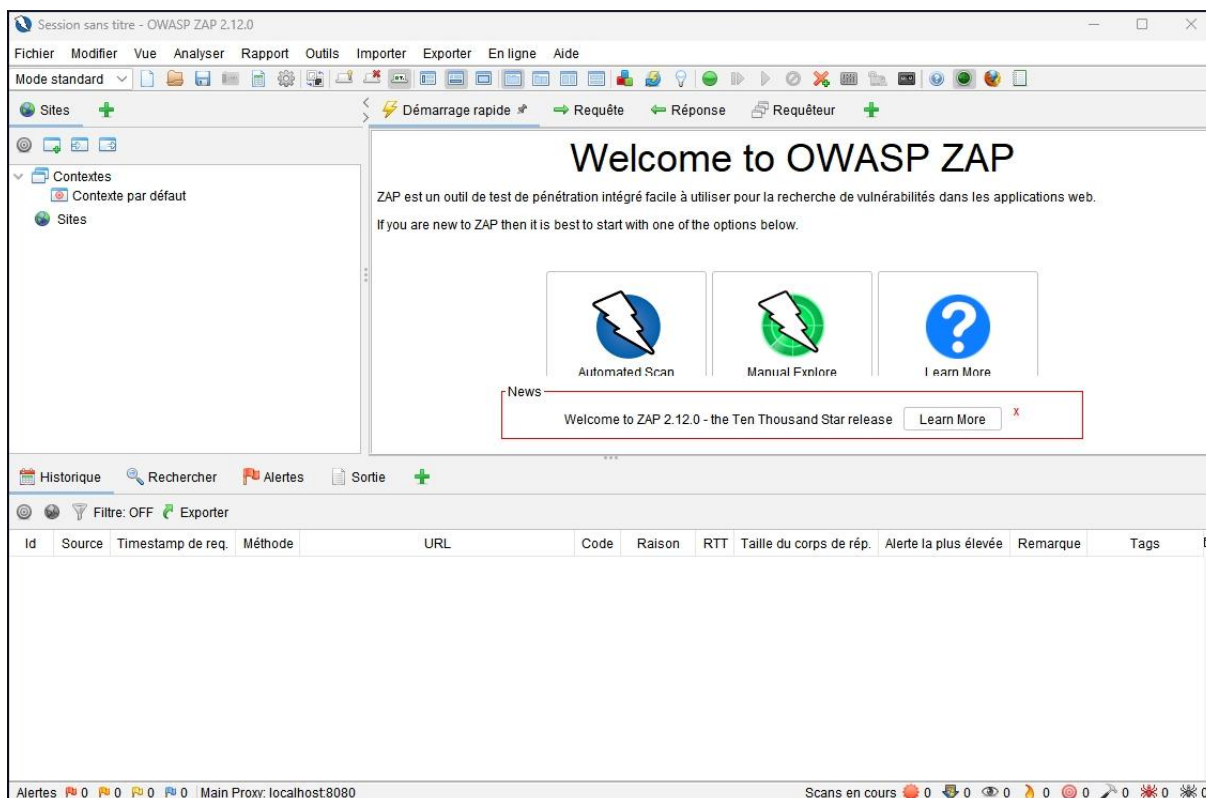 Session sans titre - OWASP ZAP 2.12.0
Fichier Modifier Vue Analyser Rapport Outils Importer Exporter En ligne Aide
Mode standard
Sites
Démarrage rapide Requête Réponse Requêteur
Contextes
Contexte par défaut
Sites
Welcome to OWASP ZAP
ZAP est un outil de test de pénétration intégré facile à utiliser pour la recherche de vulnérabilités dans les applications web.
If you are new to ZAP then it is best to start with one of the options below.
Automated Scan Manual Explore Learn More
News
Welcome to ZAP 2.12.0 - the Ten Thousand Star release Learn More x
Historique Rechercher Alertes Sortie
Filtre: OFF Exporter
Id Source Timestamp de req. Méthode URL Code Raison RTT Taille du corps de rép. Alerte la plus élevée Remarque Tags
Alertes 0 0 0 0 Main Proxy: localhost:8080 Scans en cours 0 0 0 0 0 0 0 0